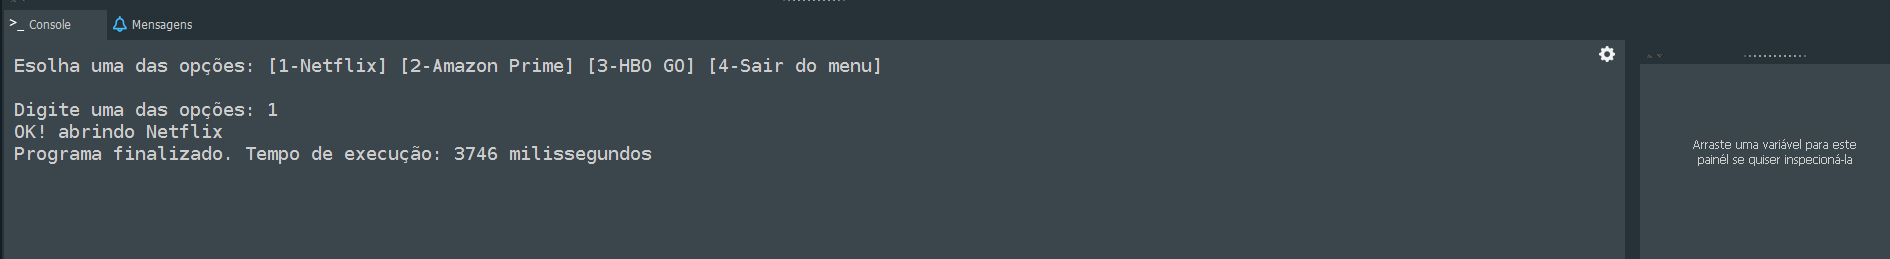 >_ Console
Mensagens
Esolha uma das opções: [1-Netflix] [2-Amazon Prime] [3-HBO GO] [4-Sair do menu]
Digite uma das opções: 1
OK! abrindo Netflix
Programa finalizado. Tempo de execução: 3746 milissegundos
Arraste uma variável para este
painél se quiser inspecioná-la